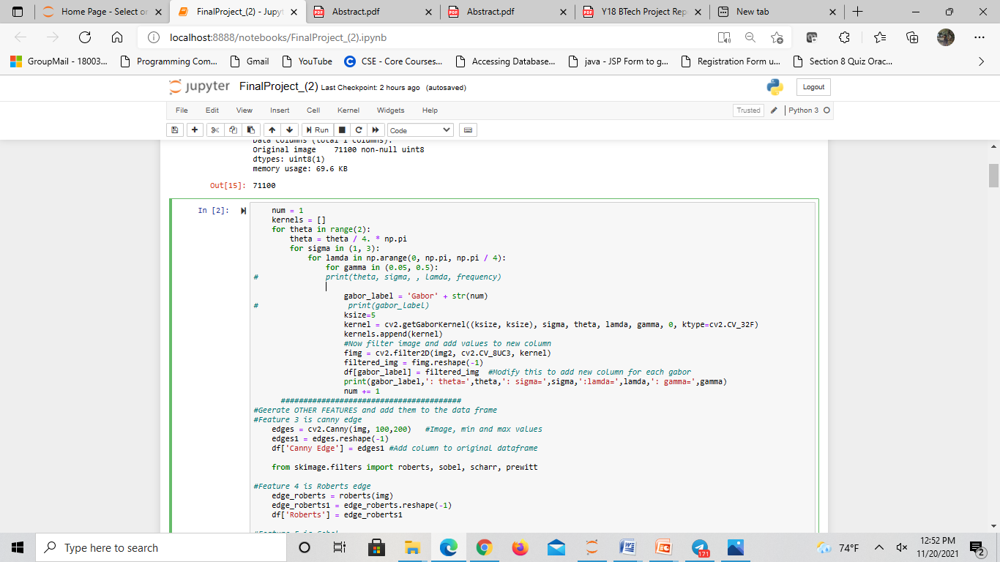 Home Page - Select or
FinalProject_(2) - Jupyt
Abstract.pdf
Abstract.pdf
Y18 BTech Project Rep
New tab
localhost:8888/notebooks/FinalProject_(2).ipynb
GroupMail - 18003...
Programming Com...
Gmail
YouTube
CSE - Core Courses...
Accessing Database...
java - JSP Form to g...
Registration Form u...
Section 8 Quiz Orac...
jupyter FinalProject_(2) Last Checkpoint: 2 hours ago (autosaved)
Logout
File Edit View Insert Cell Kernel Widgets Help
Trusted
Python 3
Run
Code
Data columns (total 1 columns):
Original image    71100 non-null uint8
dtypes: uint8(1)
memory usage: 69.6 KB
Out[15]: 71100
In [2]:
    num = 1
    kernels = []
    for theta in range(2):
        theta = theta / 4. * np.pi
        for sigma in (1, 3):
            for lamda in np.arange(0, np.pi, np.pi / 4):
                for gamma in (0.05, 0.5):
#               print(theta, sigma, , lamda, frequency)
                    gabor_label = 'Gabor' + str(num)
#                    print(gabor_label)
                    ksize=5
                    kernel = cv2.getGaborKernel((ksize, ksize), sigma, theta, lamda, gamma, 0, ktype=cv2.CV_32F)
                    kernels.append(kernel)
                    #Now filter image and add values to new column
                    fimg = cv2.filter2D(img2, cv2.CV_8UC3, kernel)
                    filtered_img = fimg.reshape(-1)
                    df[gabor_label] = filtered_img  #Modify this to add new column for each gabor
                    print(gabor_label,': theta=',theta,': sigma=',sigma,':lamda=',lamda,': gamma=',gamma)
                    num += 1
      ########################################
#Geerate OTHER FEATURES and add them to the data frame
#Feature 3 is canny edge
    edges = cv2.Canny(img, 100,200)   #Image, min and max values
    edges1 = edges.reshape(-1)
    df['Canny Edge'] = edges1 #Add column to original dataframe
    from skimage.filters import roberts, sobel, scharr, prewitt
#Feature 4 is Roberts edge
    edge_roberts = roberts(img)
    edge_roberts1 = edge_roberts.reshape(-1)
    df['Roberts'] = edge_roberts1
#Feature 5 is Sobel
Type here to search
171
74°F
12:52 PM
11/20/2021
2